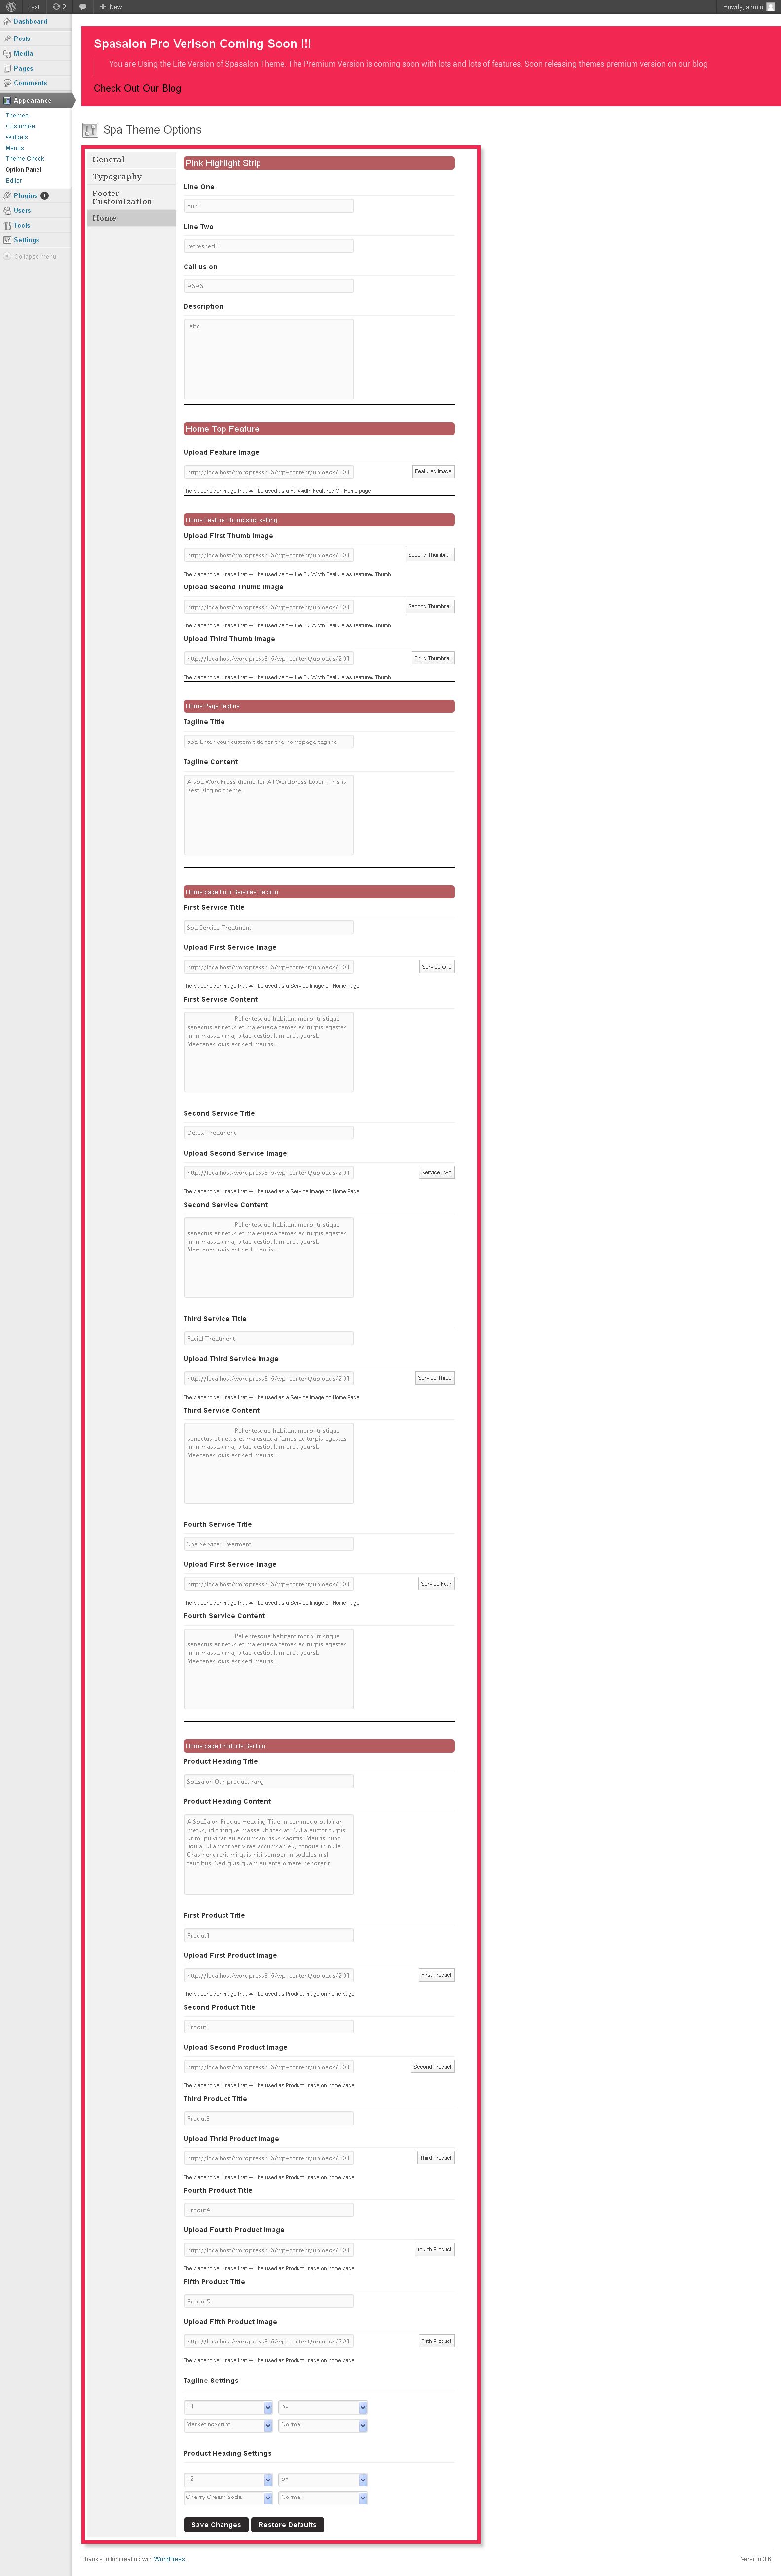 test 2 + New Howdy, admin
Dashboard
Posts
Media
Pages
Comments
Appearance
Themes
Customize
Widgets
Menus
Theme Check
Option Panel
Editor
Plugins 1
Users
Tools
Settings
Collapse menu
Spasalon Pro Verison Coming Soon !!!
You are Using the Lite Version of Spasalon Theme. The Premium Version is coming soon with lots and lots of features. Soon releasing themes premium version on our blog
Check Out Our Blog
Spa Theme Options
General
Typography
Footer
Customization
Home
Pink Highlight Strip
Line One
our 1
Line Two
refreshed 2
Call us on
9696
Description
abc
Home Top Feature
Upload Feature Image
http://localhost/wordpress3.6/wp-content/uploads/201 Featured Image
The placeholder image that will be used as a FullWidth Featured On Home page
Home Feature Thumbstrip setting
Upload First Thumb Image
http://localhost/wordpress3.6/wp-content/uploads/201 Second Thumbnail
The placeholder image that will be used below the FullWidth Feature as featured Thumb
Upload Second Thumb Image
http://localhost/wordpress3.6/wp-content/uploads/201 Second Thumbnail
The placeholder image that will be used below the FullWidth Feature as featured Thumb
Upload Third Thumb Image
http://localhost/wordpress3.6/wp-content/uploads/201 Third Thumbnail
The placeholder image that will be used below the FullWidth Feature as featured Thumb
Home Page Tegline
Tagline Title
spa Enter your custom title for the homepage tagline
Tagline Content
A spa WordPress theme for All Wordpress Lover. This is
Best Bloging theme.
Home page Four Services Section
First Service Title
Spa Service Treatment
Upload First Service Image
http://localhost/wordpress3.6/wp-content/uploads/201 Service One
The placeholder image that will be used as a Service Image on Home Page
First Service Content
Pellentesque habitant morbi tristique
senectus et netus et malesuada fames ac turpis egestas
In in massa urna, vitae vestibulum orci. yoursb
Maecenas quis est sed mauris...
Second Service Title
Detox Treatment
Upload Second Service Image
http://localhost/wordpress3.6/wp-content/uploads/201 Service Two
The placeholder image that will be used as a Service Image on Home Page
Second Service Content
Pellentesque habitant morbi tristique
senectus et netus et malesuada fames ac turpis egestas
In in massa urna, vitae vestibulum orci. yoursb
Maecenas quis est sed mauris...
Third Service Title
Facial Treatment
Upload Third Service Image
http://localhost/wordpress3.6/wp-content/uploads/201 Service Three
The placeholder image that will be used as a Service Image on Home Page
Third Service Content
Pellentesque habitant morbi tristique
senectus et netus et malesuada fames ac turpis egestas
In in massa urna, vitae vestibulum orci. yoursb
Maecenas quis est sed mauris...
Fourth Service Title
Spa Service Treatment
Upload First Service Image
http://localhost/wordpress3.6/wp-content/uploads/201 Service Four
The placeholder image that will be used as a Service Image on Home Page
Fourth Service Content
Pellentesque habitant morbi tristique
senectus et netus et malesuada fames ac turpis egestas
In in massa urna, vitae vestibulum orci. yoursb
Maecenas quis est sed mauris...
Home page Products Section
Product Heading Title
Spasalon Our product rang
Product Heading Content
A SpaSalon Produc Heading Title In commodo pulvinar
metus, id tristique massa ultrices at. Nulla auctor turpis
ut mi pulvinar eu accumsan risus sagittis. Mauris nunc
ligula, ullamcorper vitae accumsan eu, congue in nulla.
Cras hendrerit mi quis nisi semper in sodales nisl
faucibus. Sed quis quam eu ante ornare hendrerit.
First Product Title
Produt1
Upload First Product Image
http://localhost/wordpress3.6/wp-content/uploads/201 First Product
The placeholder image that will be used as Product Image on home page
Second Product Title
Produt2
Upload Second Product Image
http://localhost/wordpress3.6/wp-content/uploads/201 Second Product
The placeholder image that will be used as Product Image on home page
Third Product Title
Produt3
Upload Thrid Product Image
http://localhost/wordpress3.6/wp-content/uploads/201 Third Product
The placeholder image that will be used as Product Image on home page
Fourth Product Title
Produt4
Upload Fourth Product Image
http://localhost/wordpress3.6/wp-content/uploads/201 fourth Product
The placeholder image that will be used as Product Image on home page
Fifth Product Title
Produt5
Upload Fifth Product Image
http://localhost/wordpress3.6/wp-content/uploads/201 Fifth Product
The placeholder image that will be used as Product Image on home page
Tagline Settings
21 px
MarketingScript Normal
Product Heading Settings
42 px
Cherry Cream Soda Normal
Save Changes Restore Defaults
Thank you for creating with WordPress. Version 3.6